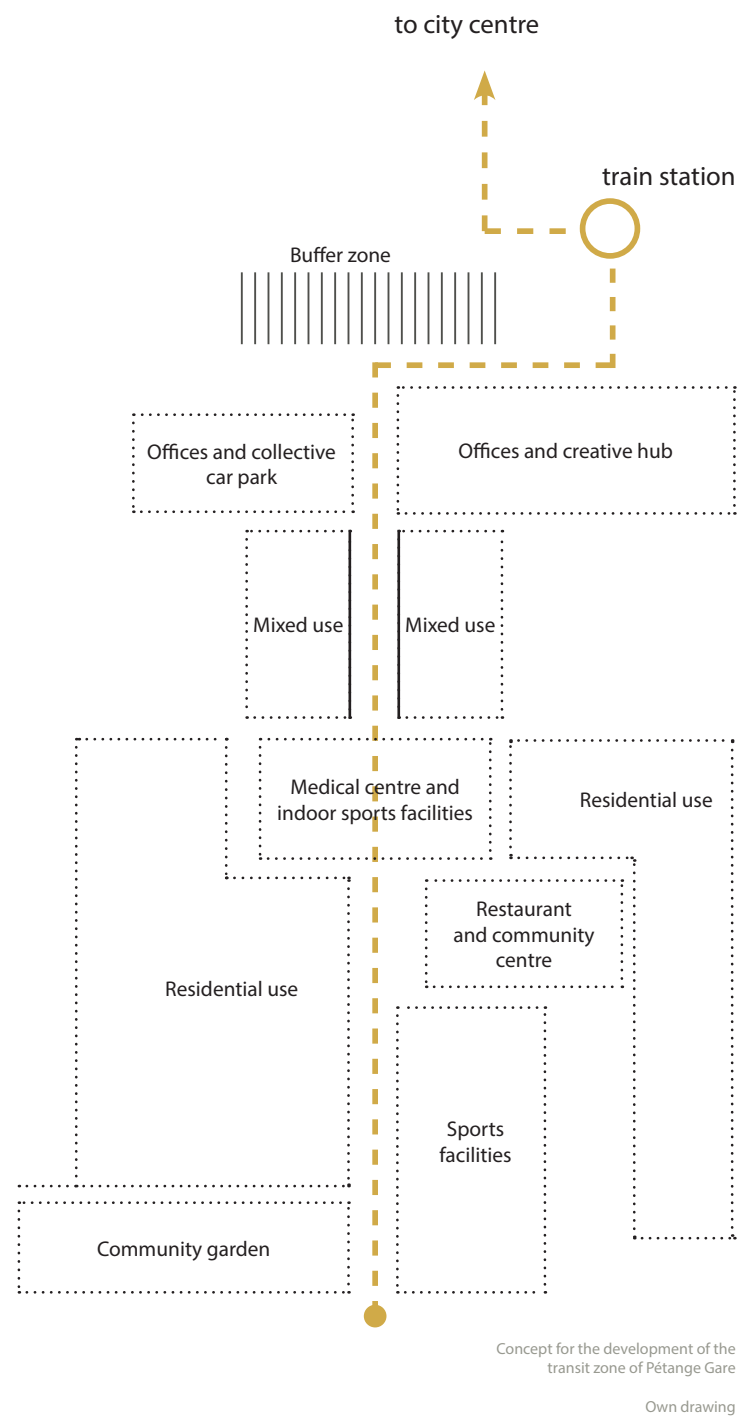 to city centre
train station
Buffer zone
Offices and collective
car park
Offices and creative hub
Mixed use
Mixed use
Medical centre and
indoor sports facilities
Residential use
Restaurant
and community
centre
Residential use
Sports
facilities
Community garden
Concept for the development of the
transit zone of Pétange Gare
Own drawing